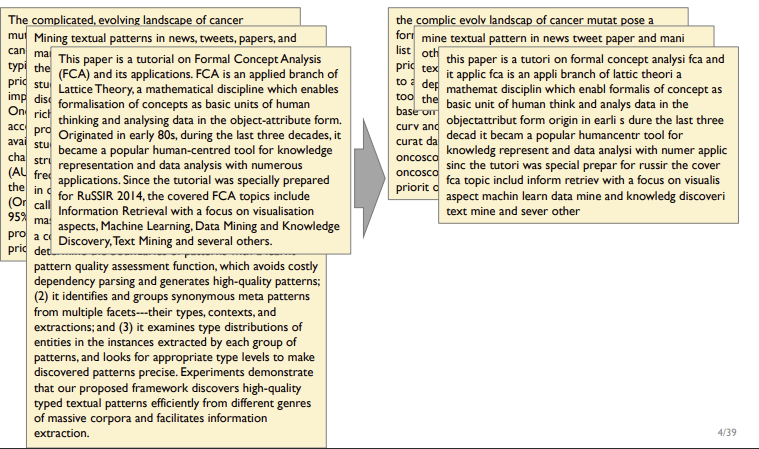 The complicated, evolving landscape of cancer
Mining textual patterns in news, tweets, papers, and
This paper is a tutorial on Formal Concept Analysis
(FCA) and its applications. FCA is an applied branch of
Lattice Theory, a mathematical discipline which enables
formalisation of concepts as basic units of human
thinking and analysing data in the object-attribute form.
Originated in early 80s, during the last three decades, it
became a popular human-centred tool for knowledge
representation and data analysis with numerous
applications. Since the tutorial was specially prepared
for RuSSIR 2014, the covered FCA topics include
Information Retrieval with a focus on visualisation
aspects, Machine Learning, Data Mining and Knowledge
Discovery, Text Mining and several others.
pattern quality assessment function, which avoids costly
dependency parsing and generates high-quality patterns;
(2) it identifies and groups synonymous meta patterns
from multiple facets---their types, contexts, and
extractions; and (3) it examines type distributions of
entities in the instances extracted by each group of
patterns, and looks for appropriate type levels to make
discovered patterns precise. Experiments demonstrate
that our proposed framework discovers high-quality
typed textual patterns efficiently from different genres
of massive corpora and facilitates information
extraction.
the complic evolv landscap of cancer mutat pose a
mine textual pattern in news tweet paper and mani
this paper is a tutori on formal concept analysi fca and
it applic fca is an appli branch of lattic theori a
mathemat disciplin which enabl formalis of concept as
basic unit of human think and analys data in the
objectattribut form origin in earli s dure the last three
decad it becam a popular humancentr tool for
knowledg represent and data analysi with numer applic
sinc the tutori was special prepar for russir the cover
fca topic includ inform retriev with a focus on visualis
aspect machin learn data mine and knowledg discoveri
text mine and sever other
4/39